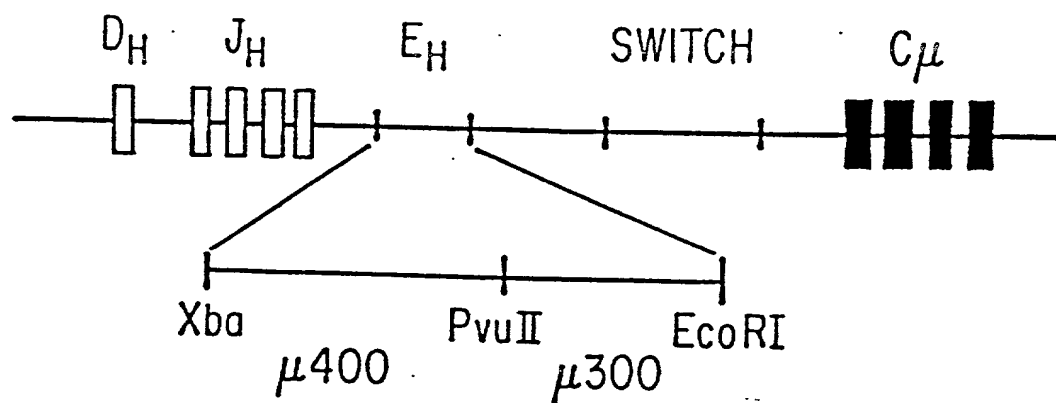 D_H J_H E_H SWITCH Cμ
Xba PvuII EcoRI
μ400 μ300